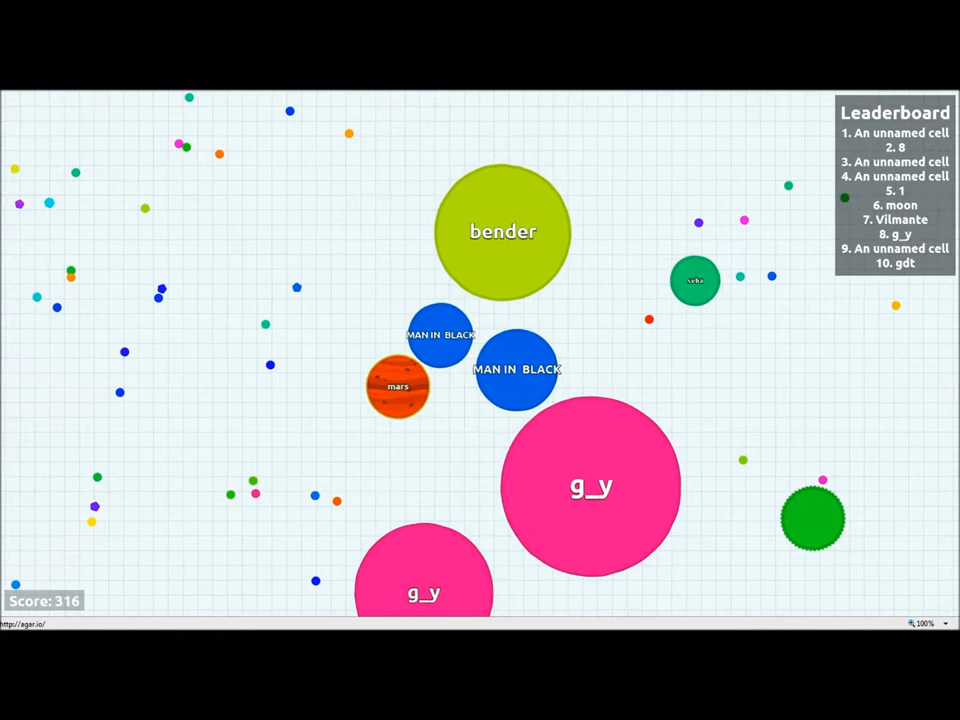 Leaderboard
1. An unnamed cell
2. 8
3. An unnamed cell
4. An unnamed cell
5. 1
6. moon
7. Vilmante
8. g_y
9. An unnamed cell
10. gdt
bender
seba
MAN IN BLACK
MAN IN BLACK
mars
g_y
g_y
Score: 316
http://agar.io/
100%